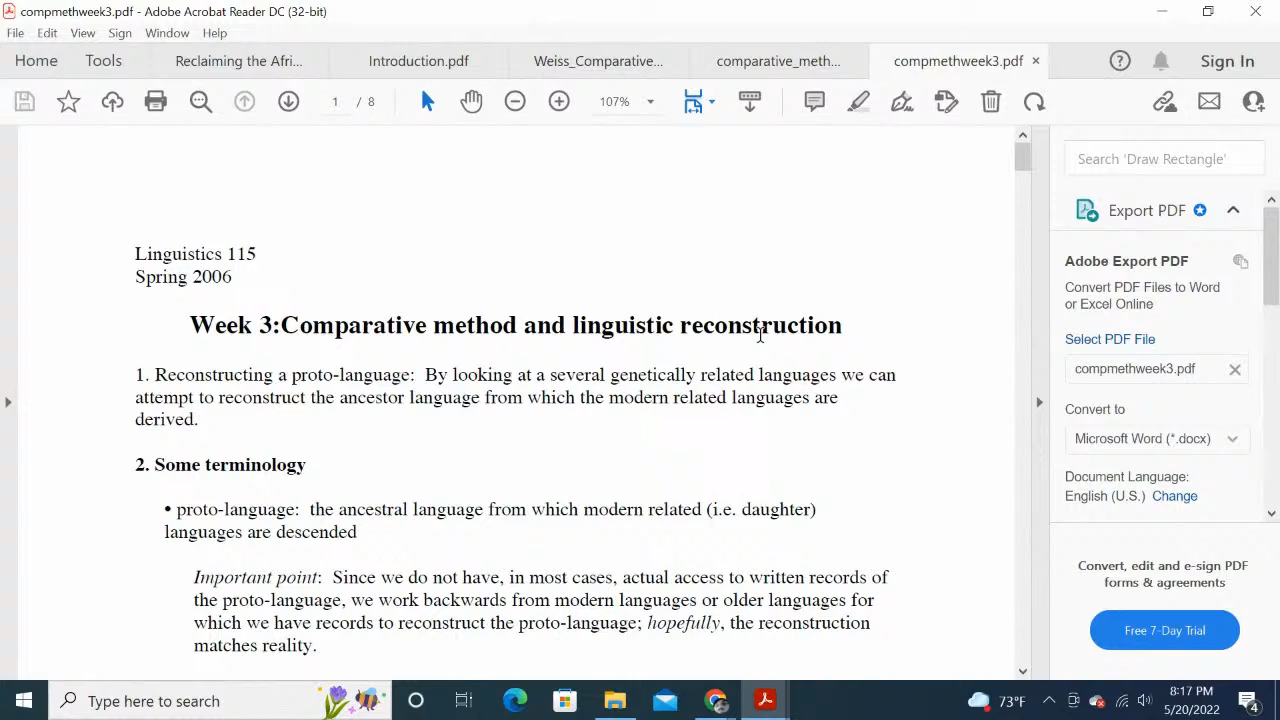 compmethweek3.pdf - Adobe Acrobat Reader DC (32-bit)
File Edit View Sign Window Help
Home Tools Reclaiming the Afri... Introduction.pdf Weiss_Comparative... comparative_meth... compmethweek3.pdf × Sign In
1 / 8 107%
Search 'Draw Rectangle'
Export PDF
Adobe Export PDF
Convert PDF Files to Word
or Excel Online
Select PDF File
compmethweek3.pdf
Convert to
Microsoft Word (*.docx)
Document Language:
English (U.S.) Change
Convert, edit and e-sign PDF
forms & agreements
Free 7-Day Trial
Linguistics 115
Spring 2006
Week 3:Comparative method and linguistic reconstruction
1. Reconstructing a proto-language: By looking at a several genetically related languages we can
attempt to reconstruct the ancestor language from which the modern related languages are
derived.
2. Some terminology
• proto-language: the ancestral language from which modern related (i.e. daughter)
languages are descended
Important point: Since we do not have, in most cases, actual access to written records of
the proto-language, we work backwards from modern languages or older languages for
which we have records to reconstruct the proto-language; hopefully, the reconstruction
matches reality.
Type here to search
73°F
8:17 PM
5/20/2022
4